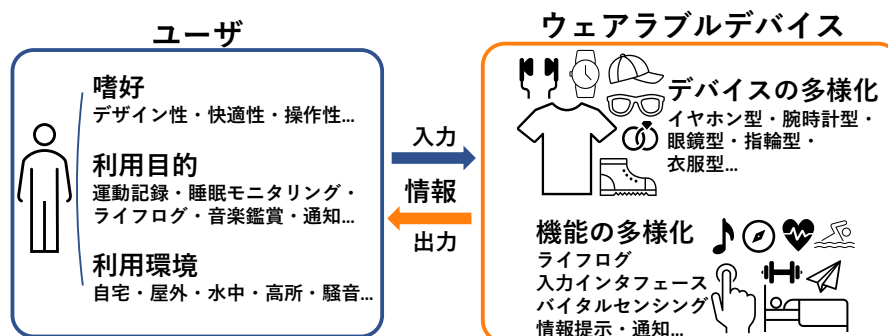 ユーザ
嗜好
デザイン性・快適性・操作性...
利用目的
運動記録・睡眠モニタリング・
ライフログ・音楽鑑賞・通知...
利用環境
自宅・屋外・水中・高所・騒音...
入力
情報
出力
ウェアラブルデバイス
デバイスの多様化
イヤホン型・腕時計型・
眼鏡型・指輪型・
衣服型...
機能の多様化
ライフログ
入力インタフェース
バイタルセンシング
情報提示・通知...